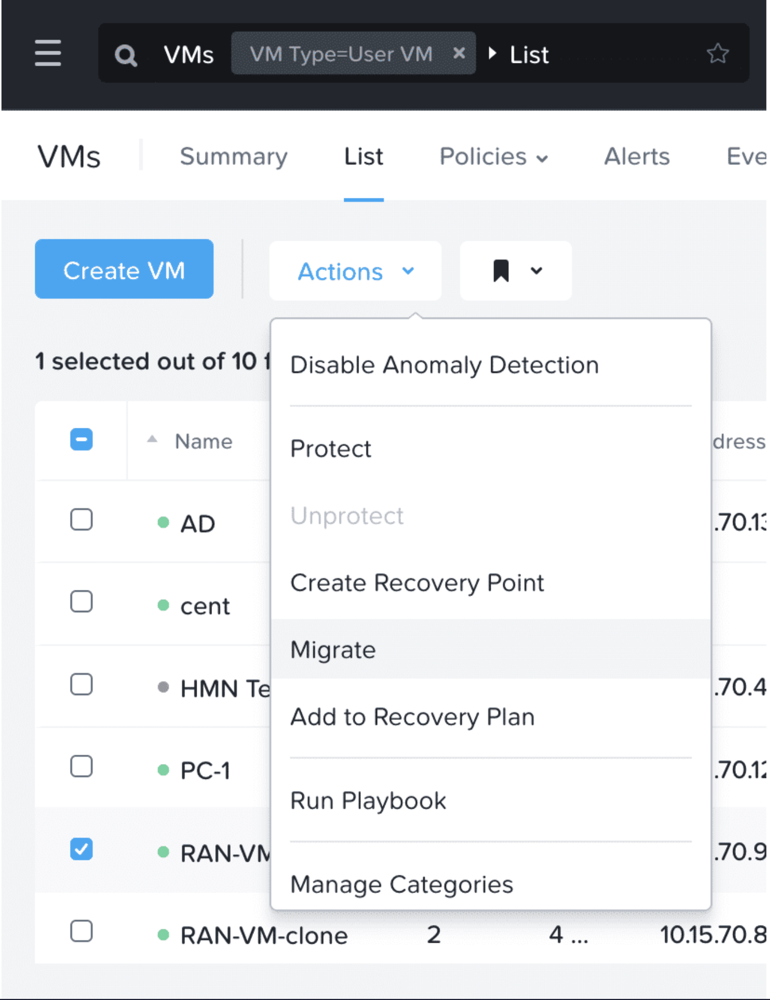 VMs VM Type=User VM × List
VMs Summary List Policies Alerts Eve
Create VM Actions
1 selected out of 10
Disable Anomaly Detection
Name dress
Protect
AD Unprotect .70.13
Create Recovery Point
cent
Migrate
HMN Te .70.4
Add to Recovery Plan
PC-1 .70.12
Run Playbook
RAN-VM .70.9
Manage Categories
RAN-VM-clone 2 4 ... 10.15.70.8